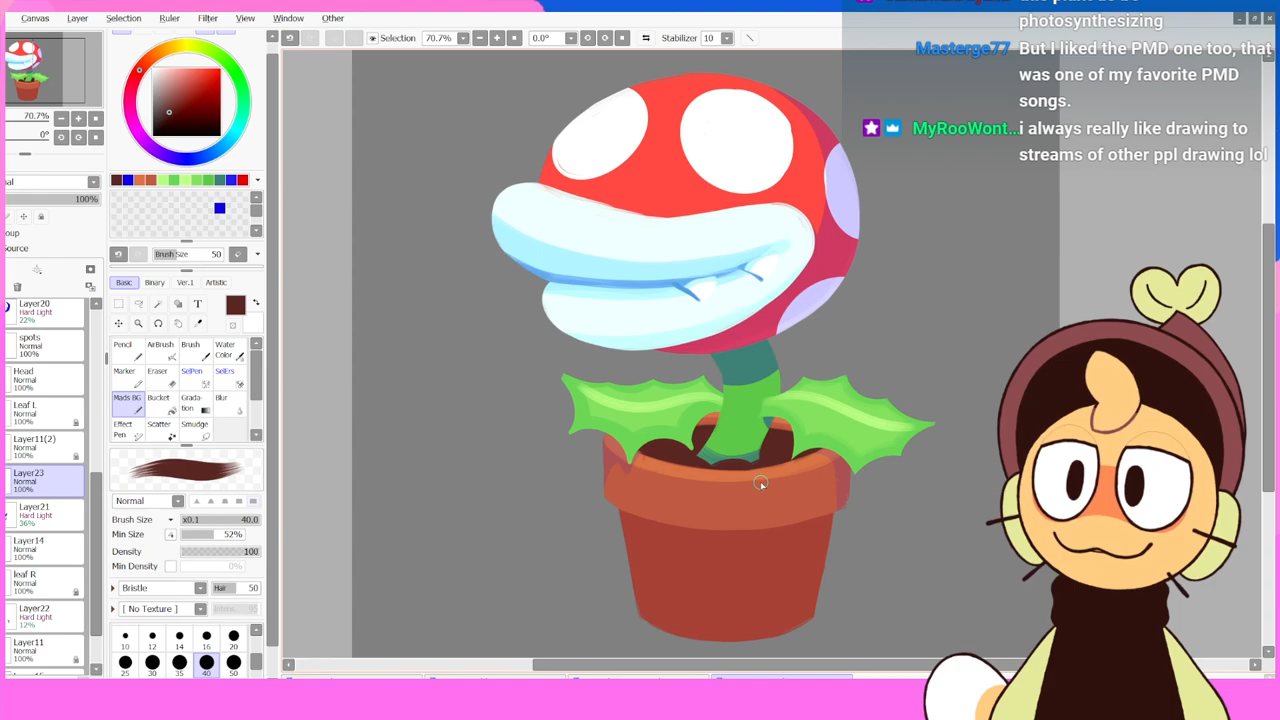 Canvas Layer Filter Ruler View Selection Window Other
Selection 70.7% 0.0° Stabilizer 10
70.7%
0°
100%
Source
Brush Size 50
Basic Binary Ver.1 Artistic
Pencil AirBrush Brush Water Color
Marker Eraser SelPen SelErs
Mads BG Bucket Grada-tion Blur
Effect Pen Scatter Smudge
Normal
Brush Size x0.1 40.0
Min Size 52%
Density 100
Min Density 0%
Bristle Hair 50
[ No Texture ]
10 12 14 16 20
25 30 35 40 50
Layer20
Hard Light
22%
spots
Normal
100%
Head
Normal
100%
Leaf L
Normal
100%
Layer11(2)
Normal
100%
Layer23
Normal
100%
Layer21
Hard Light
36%
Layer14
Normal
100%
leaf R
Normal
100%
Layer22
Hard Light
12%
Layer11
Normal
100%
photosynthesizing
Masterge77 But I liked the PMD one too, that
was one of my favorite PMD
songs.
MyRooWont... i always really like drawing to
streams of other ppl drawing lol